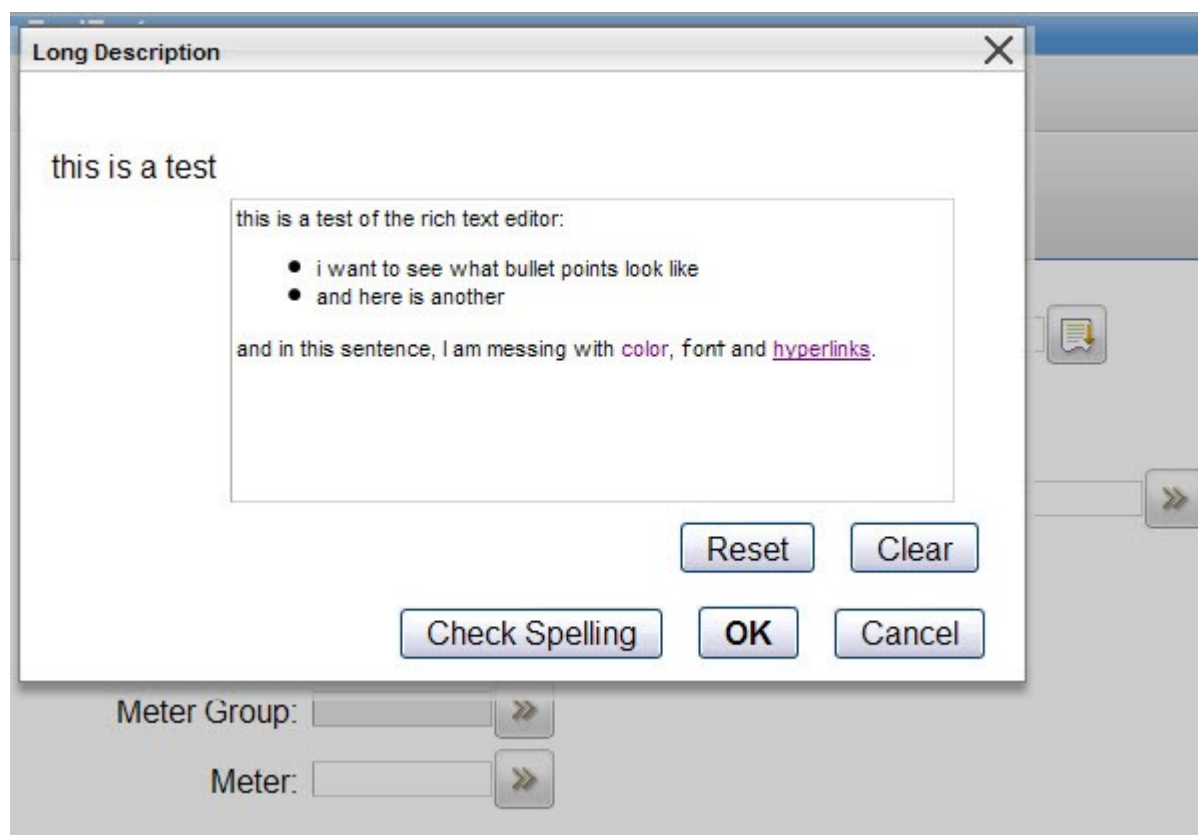 Long Description
this is a test
this is a test of the rich text editor:
i want to see what bullet points look like
and here is another
and in this sentence, I am messing with color, font and hyperlinks.
Reset Clear
Check Spelling OK Cancel
Meter Group:
Meter: